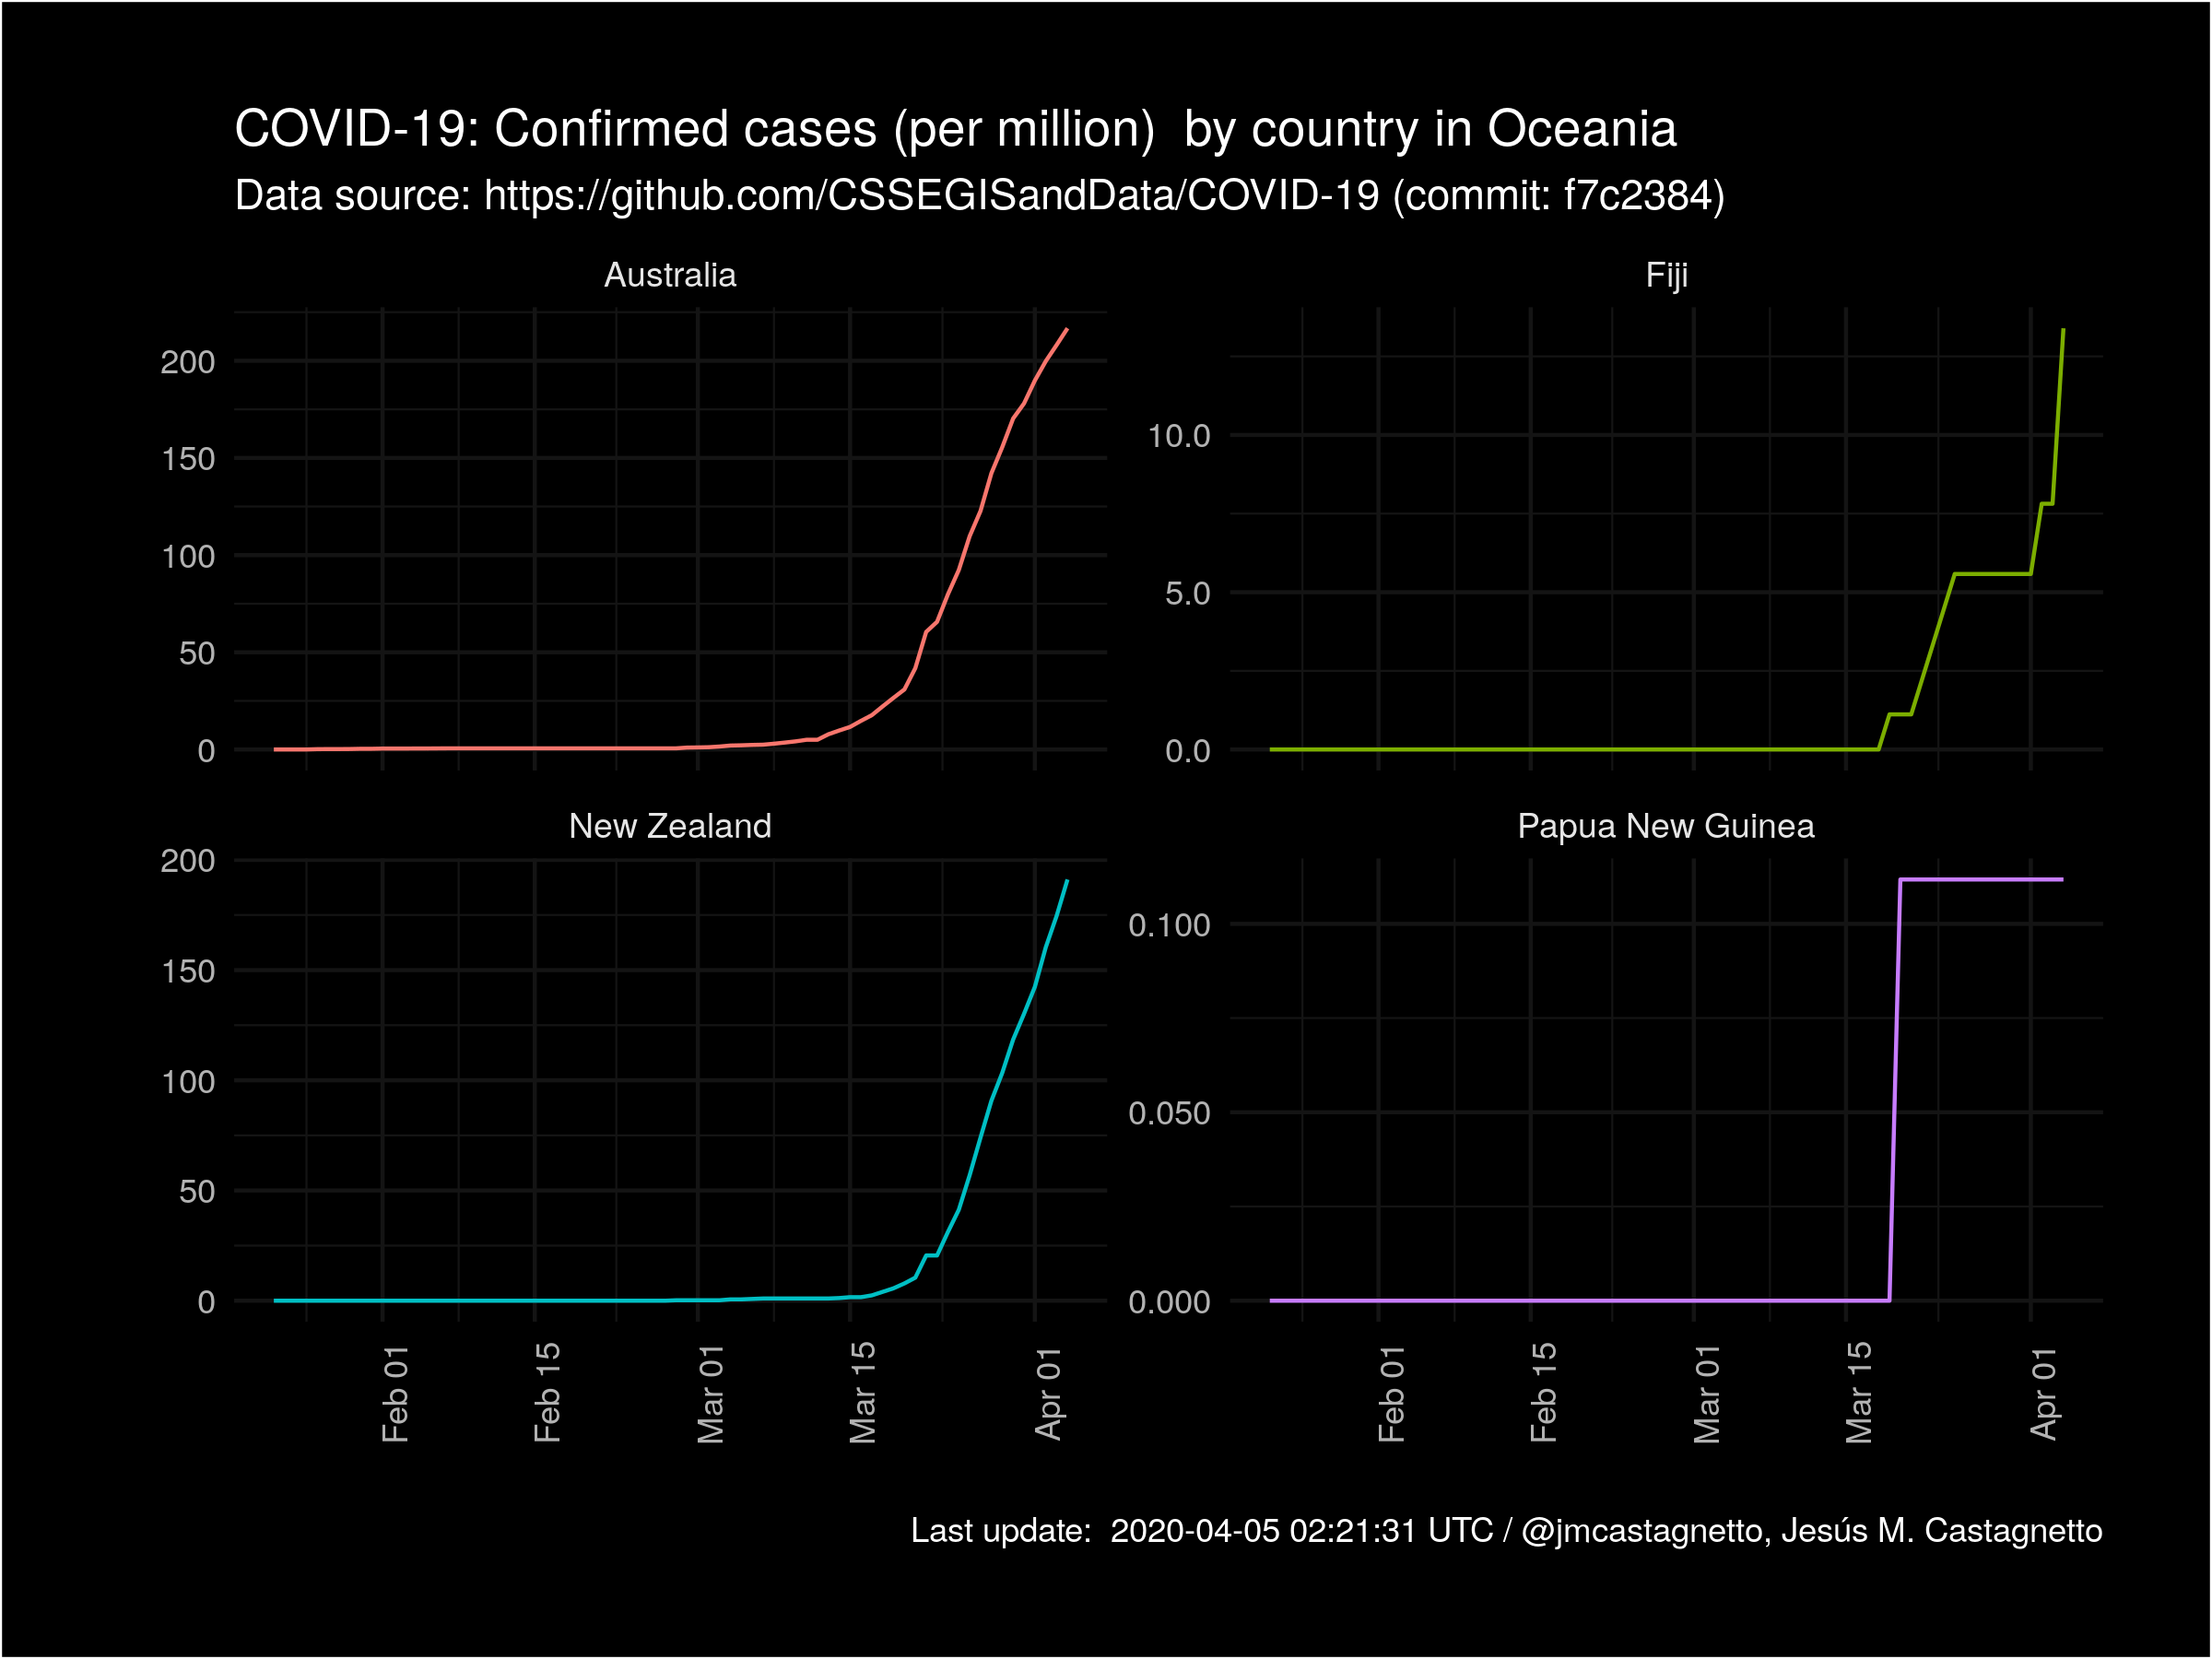 COVID-19: Confirmed cases (per million)  by country in Oceania
Data source: https://github.com/CSSEGISandData/COVID-19 (commit: f7c2384)
Australia
200
150
100
50
0
Fiji
10.0
5.0
0.0
New Zealand
200
150
100
50
0
Papua New Guinea
0.100
0.050
0.000
Feb 01
Feb 15
Mar 01
Mar 15
Apr 01
Feb 01
Feb 15
Mar 01
Mar 15
Apr 01
Last update:  2020-04-05 02:21:31 UTC / @jmcastagnetto, Jesús M. Castagnetto